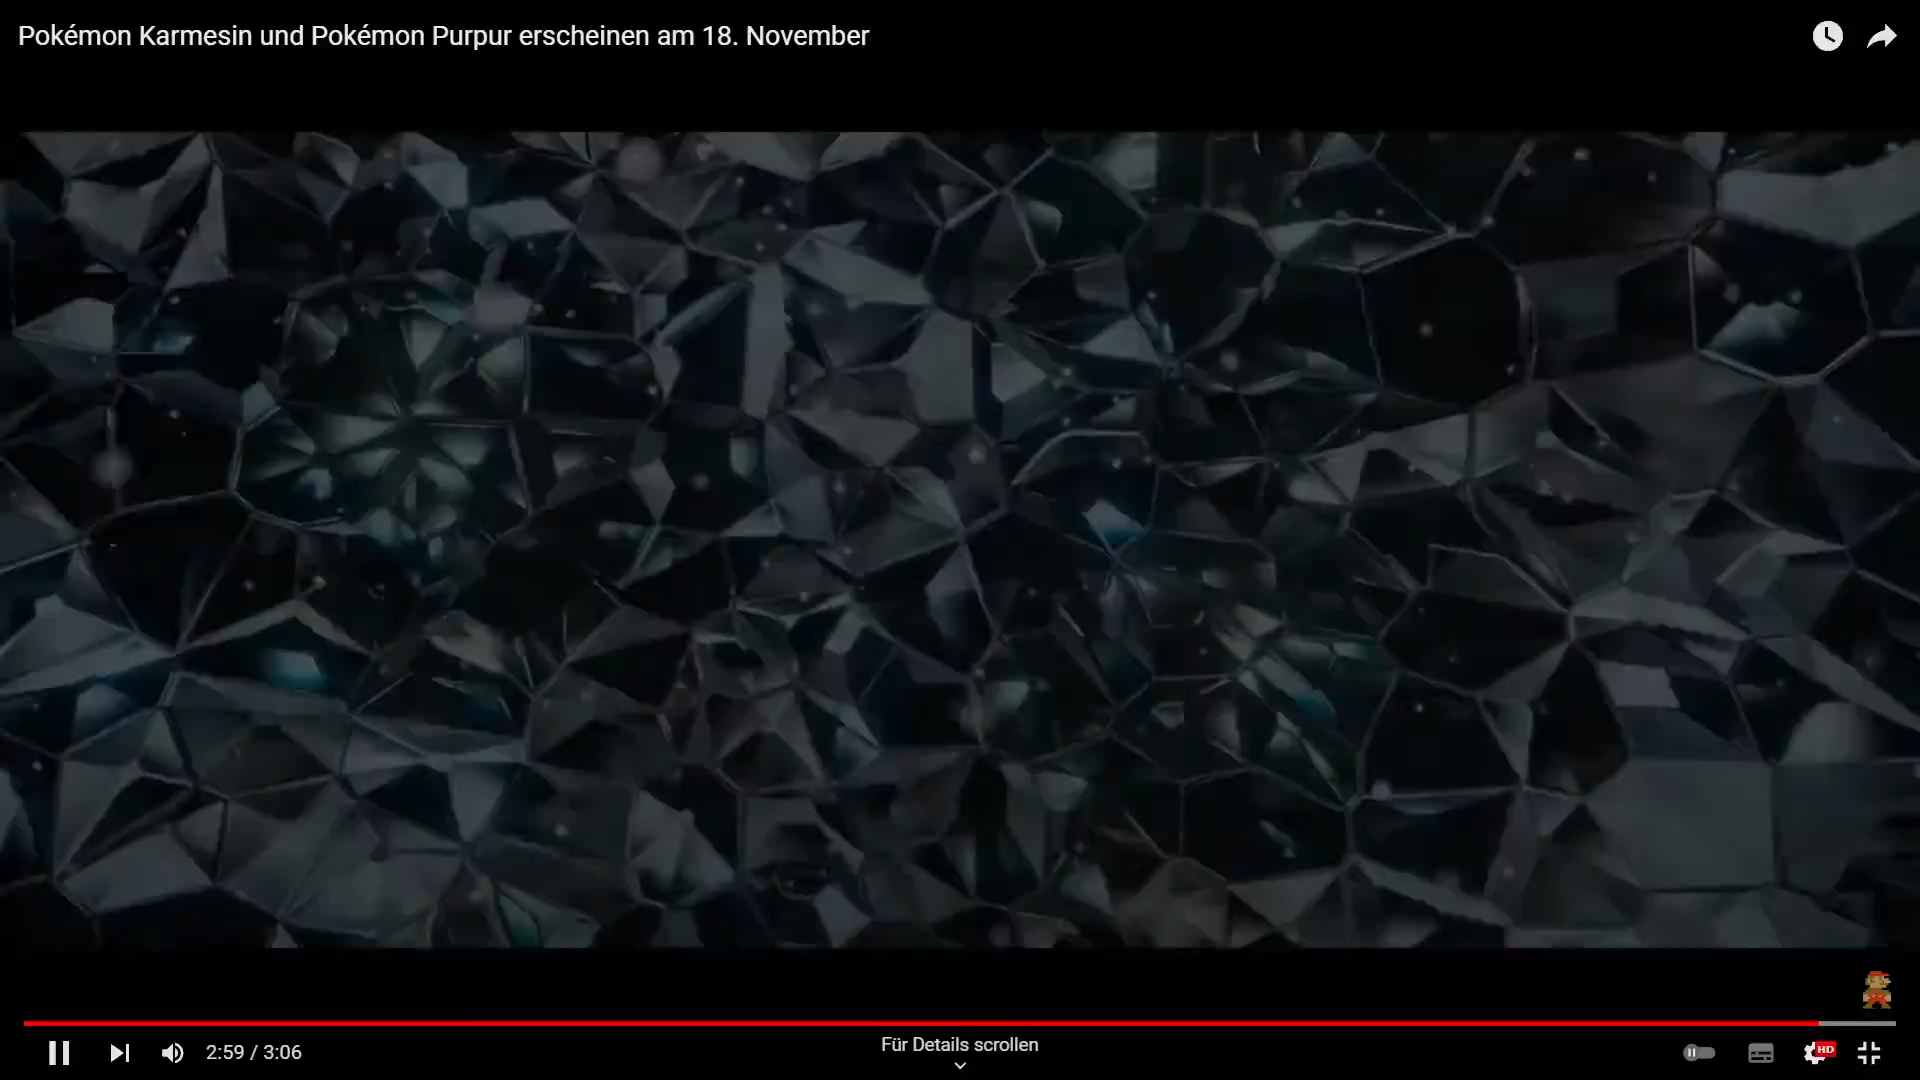 Pokémon Karmesin und Pokémon Purpur erscheinen am 18. November
2:59 / 3:06
Für Details scrollen
HD